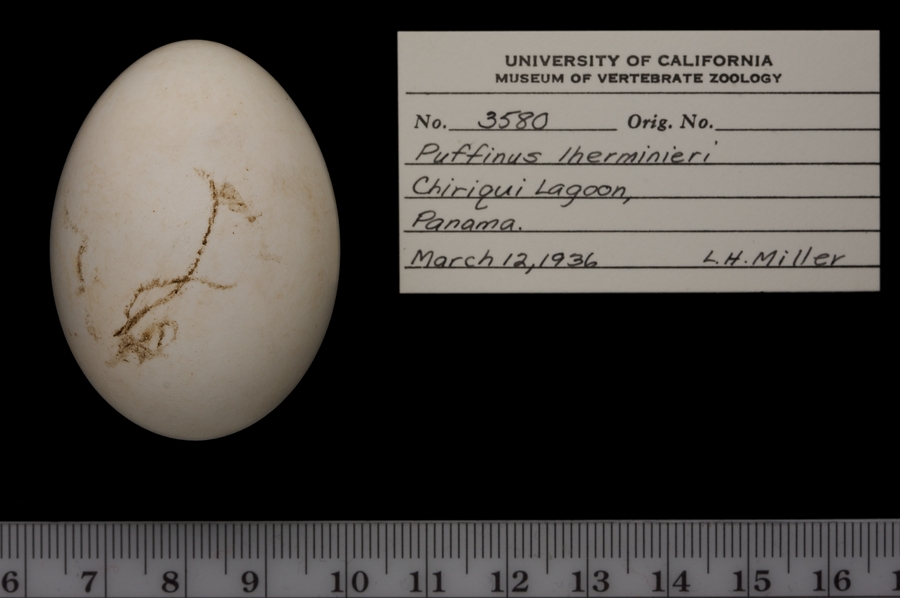 UNIVERSITY OF CALIFORNIA
MUSEUM OF VERTEBRATE ZOOLOGY
No. 3580 Orig. No.
Puffinus lherminieri
Chiriqui Lagoon,
Panama.
March 12, 1936 L.H. Miller
6 7 8 9 10 11 12 13 14 15 16